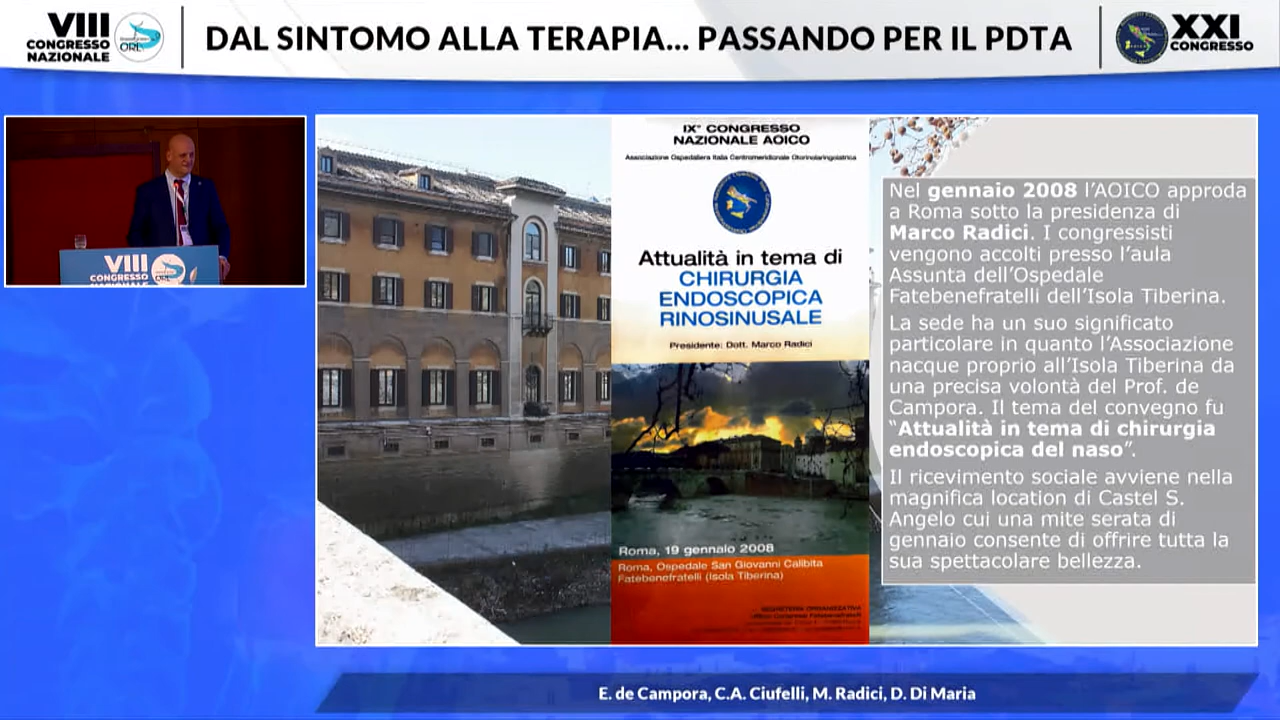 VIII
CONGRESSO
NAZIONALE
ORL
DAL SINTOMO ALLA TERAPIA... PASSANDO PER IL PDTA
XXI
CONGRESSO
VIII
CONGRESSO
NAZIONALE
ORL
IX° CONGRESSO
NAZIONALE AOICO
Associazione Ospedaliera Italia Centromeridionale Otorinolaringoiatrica
Attualità in tema di
CHIRURGIA
ENDOSCOPICA
RINOSINUSALE
Presidente: Dott. Marco Radici
Roma, 19 gennaio 2008
Roma, Ospedale San Giovanni Calibita
Fatebenefratelli (Isola Tiberina)
SEGRETERIA ORGANIZZATIVA
Nel gennaio 2008 l’AOICO approda
a Roma sotto la presidenza di
Marco Radici. I congressisti
vengono accolti presso l’aula
Assunta dell’Ospedale
Fatebenefratelli dell’Isola Tiberina.
La sede ha un suo significato
particolare in quanto l’Associazione
nacque proprio all’Isola Tiberina da
una precisa volontà del Prof. de
Campora. Il tema del convegno fu
“Attualità in tema di chirurgia
endoscopica del naso”.
Il ricevimento sociale avviene nella
magnifica location di Castel S.
Angelo cui una mite serata di
gennaio consente di offrire tutta la
sua spettacolare bellezza.
E. de Campora, C.A. Ciufelli, M. Radici, D. Di Maria